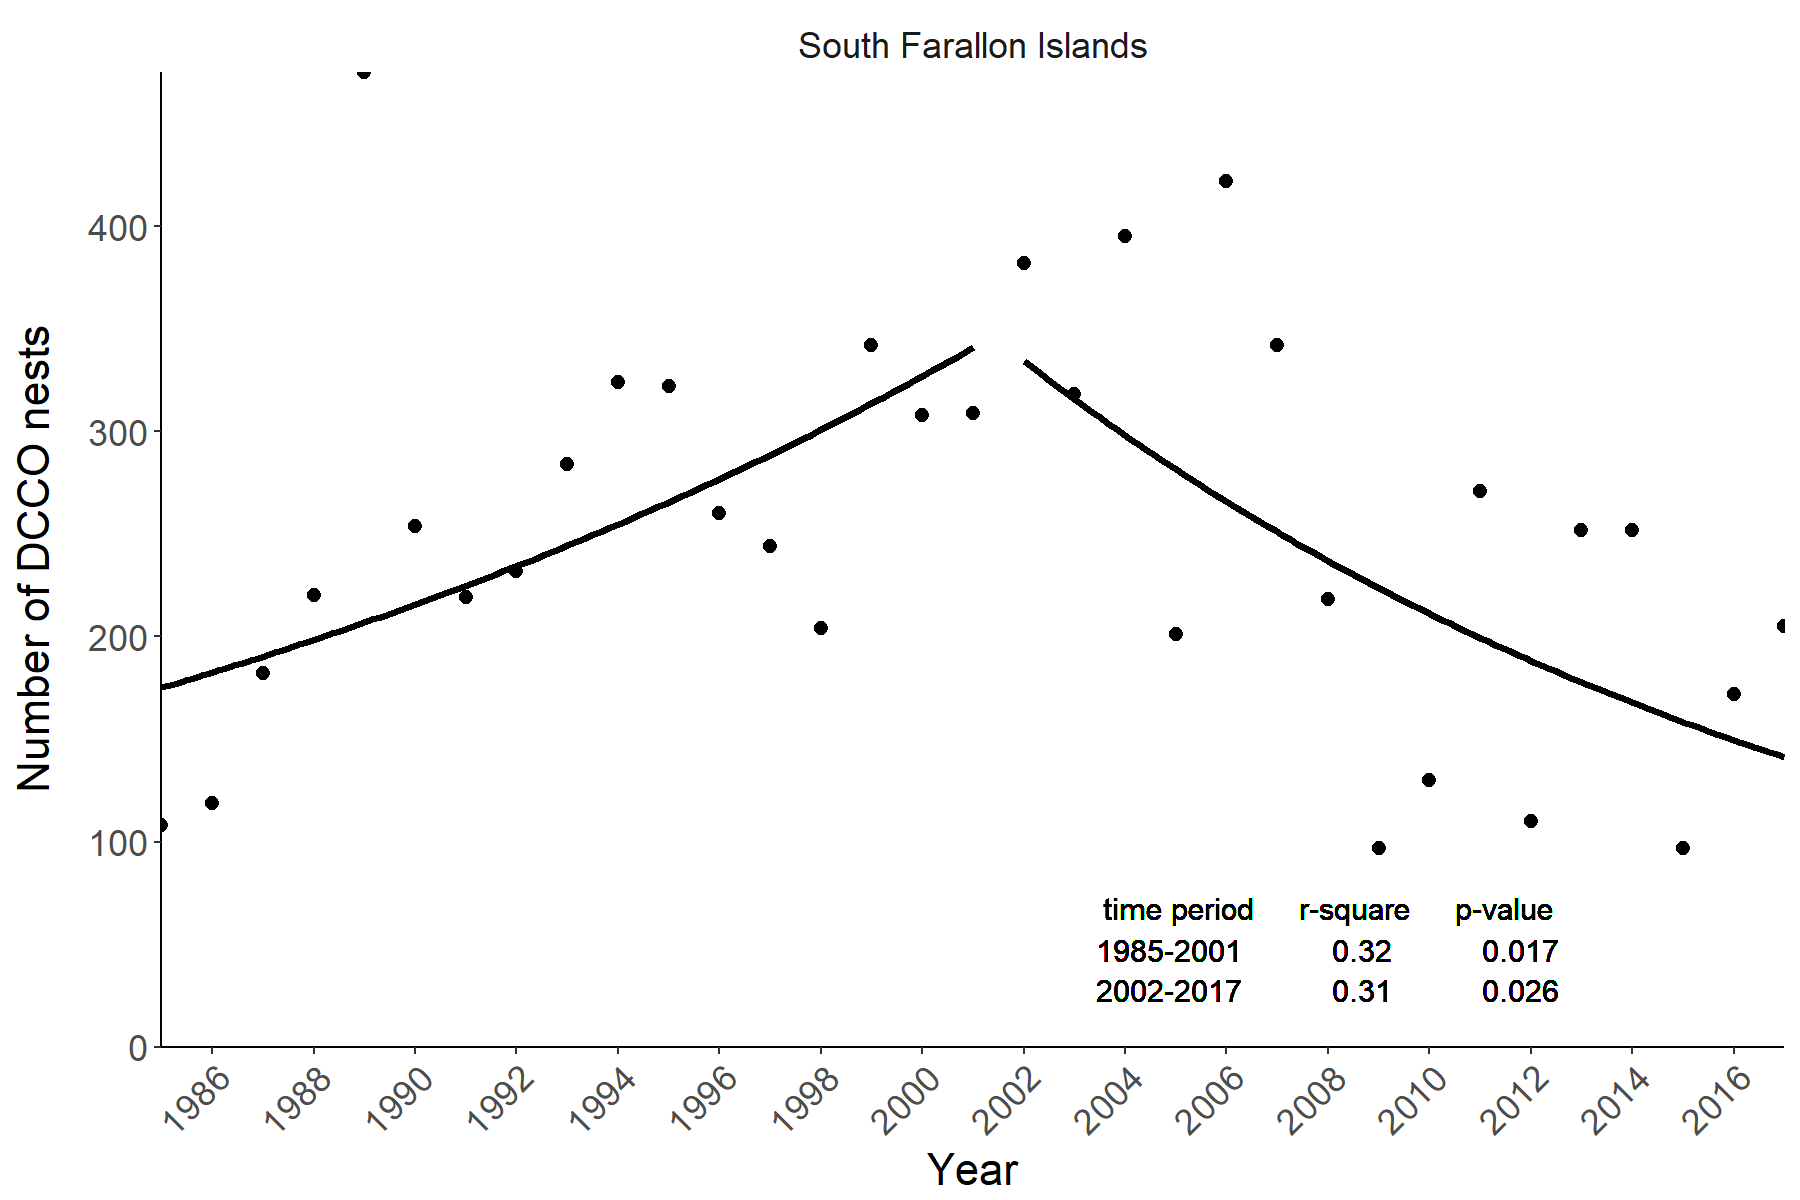 South Farallon Islands
Number of DCCO nests
400
300
200
100
0
time period r-square p-value
1985-2001 0.32 0.017
2002-2017 0.31 0.026
1986 1988 1990 1992 1994 1996 1998 2000 2002 2004 2006 2008 2010 2012 2014 2016
Year